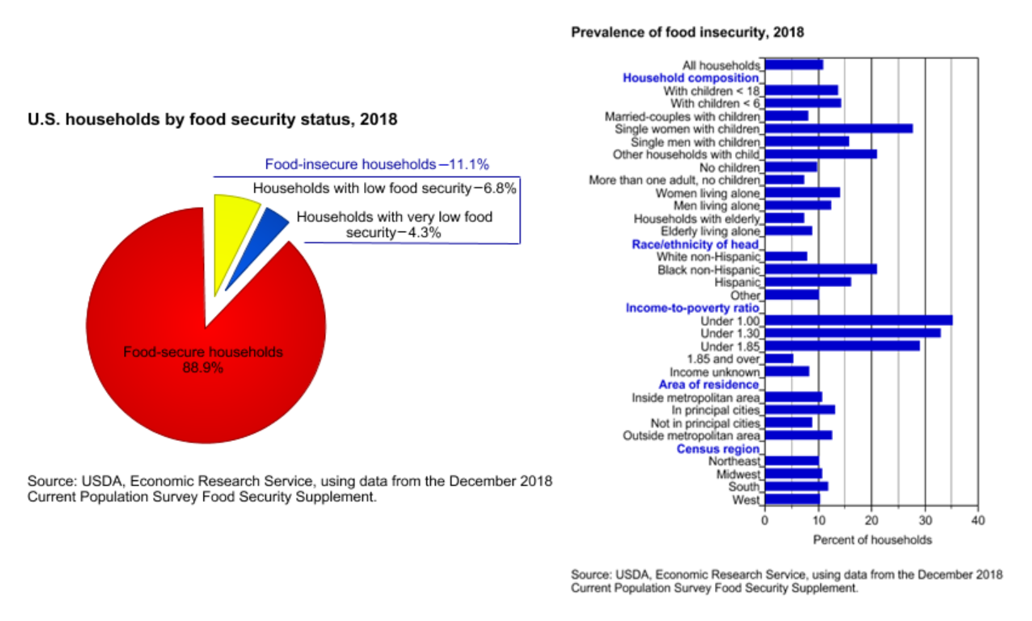 U.S. households by food security status, 2018
Food-insecure households –11.1%
Households with low food security–6.8%
Households with very low food
security–4.3%
Food-secure households
88.9%
Source: USDA, Economic Research Service, using data from the December 2018
Current Population Survey Food Security Supplement.
Prevalence of food insecurity, 2018
All households
Household composition
With children < 18
With children < 6
Married-couples with children
Single women with children
Single men with children
Other households with child
No children
More than one adult, no children
Women living alone
Men living alone
Households with elderly
Elderly living alone
Race/ethnicity of head
White non-Hispanic
Black non-Hispanic
Hispanic
Other
Income-to-poverty ratio
Under 1.00
Under 1.30
Under 1.85
1.85 and over
Income unknown
Area of residence
Inside metropolitan area
In principal cities
Not in principal cities
Outside metropolitan area
Census region
Northeast
Midwest
South
West
0 10 20 30 40
Percent of households
Source: USDA, Economic Research Service, using data from the December 2018
Current Population Survey Food Security Supplement.